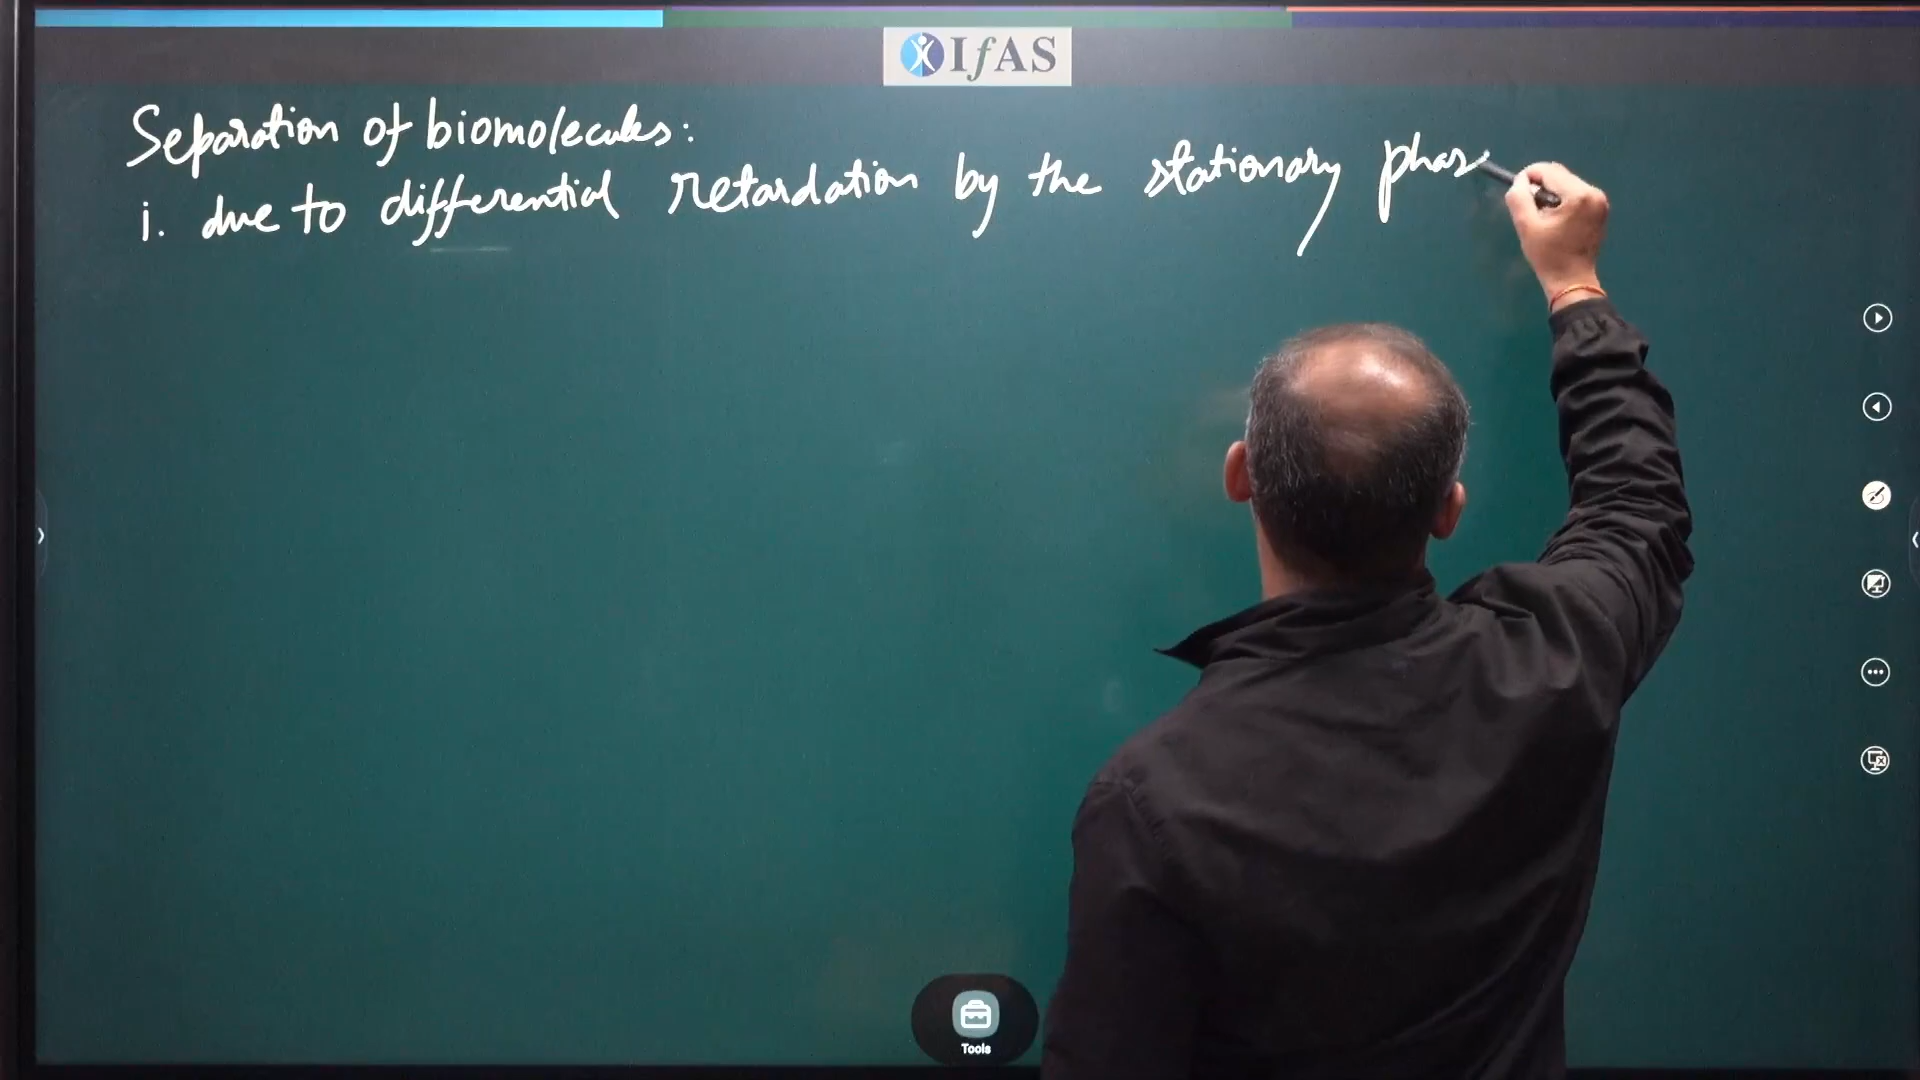 IfAS
Separation of biomolecules:
i. due to differential retardation by the stationary phas
Tools